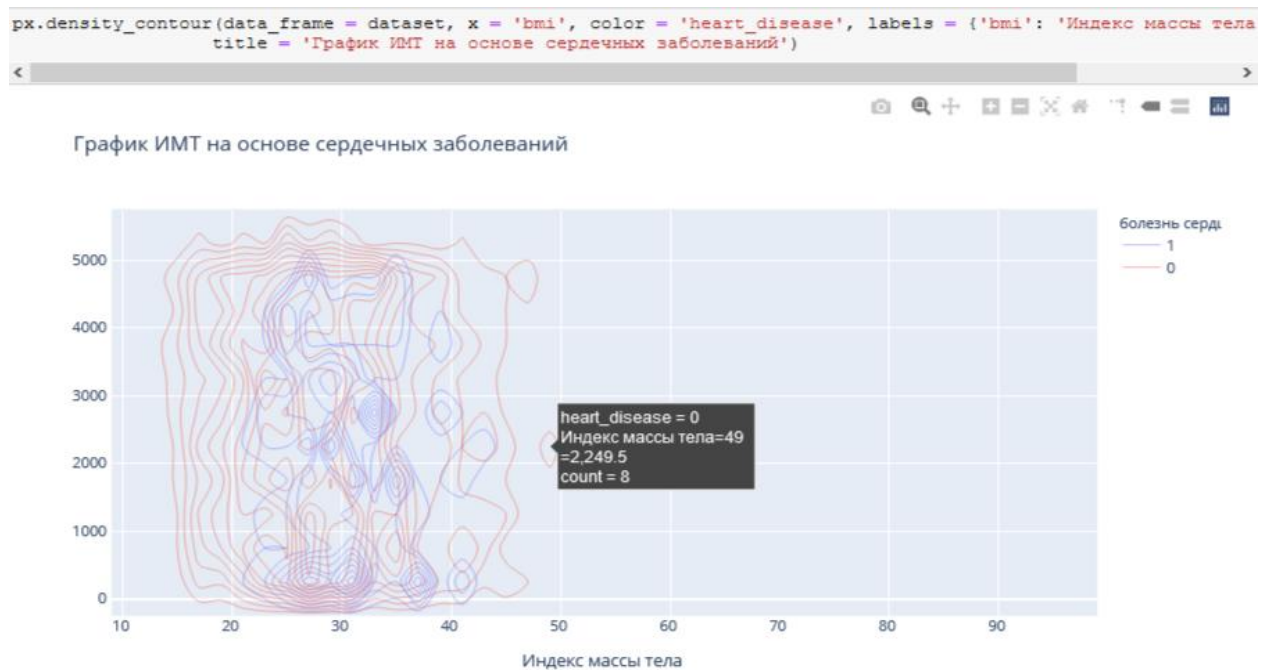 px.density_contour(data_frame = dataset, x = 'bmi', color = 'heart_disease', labels = {'bmi': 'Индекс массы тела
title = 'График ИМТ на основе сердечных заболеваний')
График ИМТ на основе сердечных заболеваний
болезнь серд
1
0
5000
4000
3000
2000
1000
0
heart_disease = 0
Индекс массы тела=49
=2,249.5
count = 8
10 20 30 40 50 60 70 80 90
Индекс массы тела